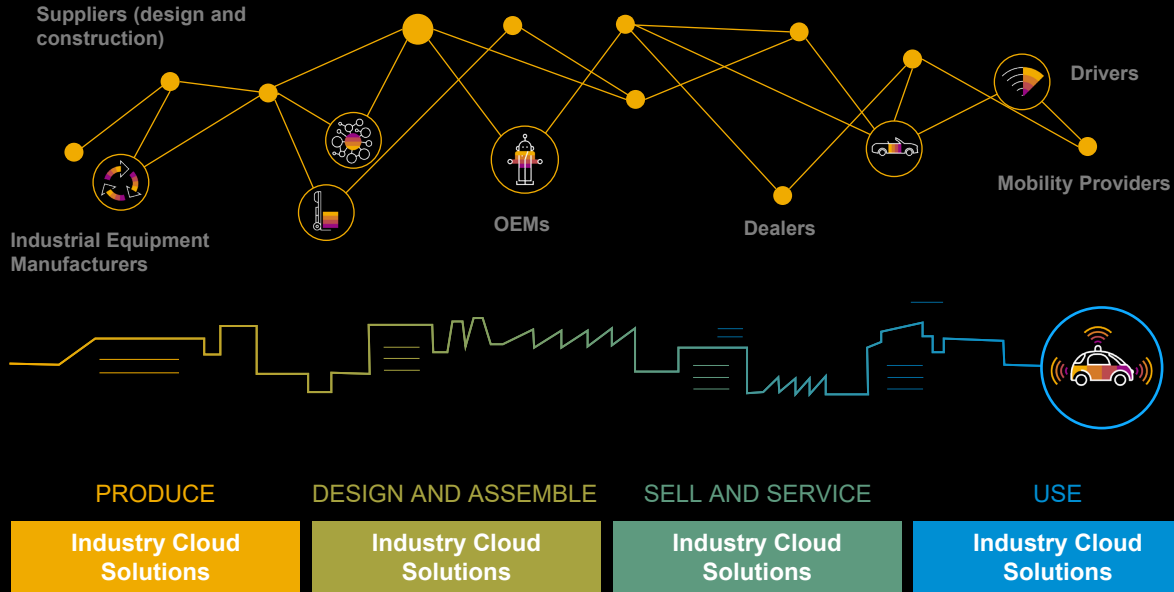 Suppliers (design and
construction)
Drivers
Mobility Providers
OEMs
Dealers
Industrial Equipment
Manufacturers
PRODUCE
DESIGN AND ASSEMBLE
SELL AND SERVICE
USE
Industry Cloud
Solutions
Industry Cloud
Solutions
Industry Cloud
Solutions
Industry Cloud
Solutions